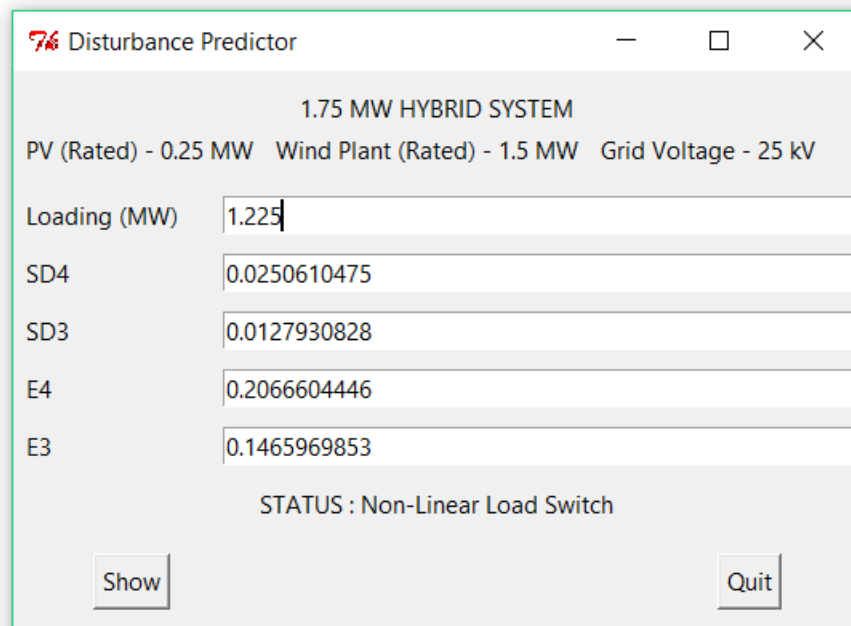 Disturbance Predictor
1.75 MW HYBRID SYSTEM
PV (Rated) - 0.25 MW Wind Plant (Rated) - 1.5 MW Grid Voltage - 25 kV
Loading (MW) 1.225
SD4 0.0250610475
SD3 0.0127930828
E4 0.2066604446
E3 0.1465969853
STATUS : Non-Linear Load Switch
Show Quit